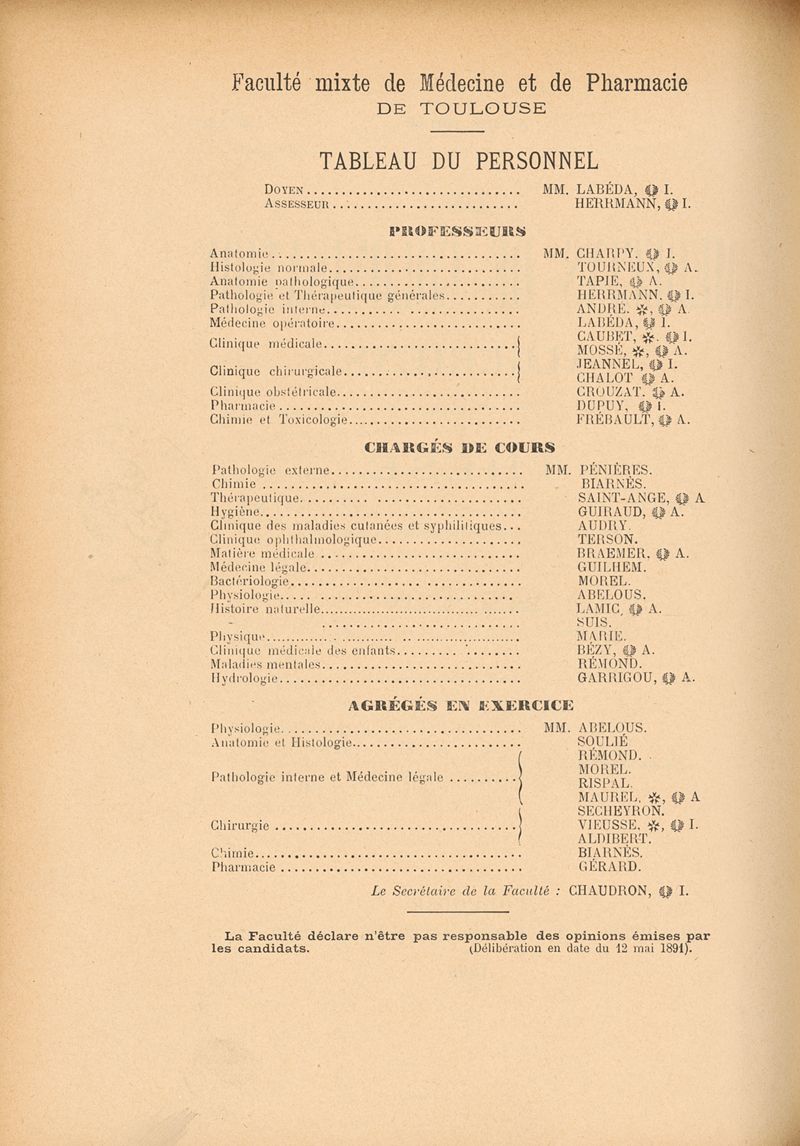 Faculté mixte de Médecine et de Pharmacie
DE TOULOUSE
TABLEAU DU PERSONNEL
DOYEN .............................. MM. LABÉDA, I.
ASSESSEUR .......................... HERRMANN, I.
PROFESSEURS
Anatomie .............................. MM. CHARPY. I.
Histologie normale .............................. TOURNEUX, A.
Anatomie pathologique .............................. TAPIE, A.
Pathologie et Thérapeutique générales ........... HERRMANN. I.
Pathologie interne .............................. ANDRÉ. A.
Médecine opératoire .............................. LABÉDA, I.
Clinique médicale .............................. CAUBET, I.
MOSSÉ, A.
Clinique chirurgicale .............................. JEANNEL, I.
CHALOT A.
Clinique obstétricale .............................. CROUZAT. A.
Pharmacie .............................. DUPUY, I.
Chimie et Toxicologie .............................. FRÉBAULT, A.
CHARGÉS DE COURS
Pathologie externe .............................. MM. PÉNIÈRES.
Chimie .............................. BIARNÈS.
Thérapeutique .............................. SAINT-ANGE, A
Hygiène .............................. GUIRAUD, A.
Clinique des maladies cutanées et syphilitiques ... AUDRY.
Clinique ophthalmologique .............................. TERSON.
Matière médicale .............................. BRAEMER. A.
Médecine légale .............................. GUILHEM.
Bactériologie .............................. MOREL.
Physiologie .............................. ABELOUS.
Histoire naturelle .............................. LAMIC, A.
- .............................. SUIS.
Physique .............................. MARIE.
Clinique médicale des enfants .................. BÉZY, A.
Maladies mentales .............................. RÉMOND.
Hydrologie .............................. GARRIGOU, A.
AGRÉGÉS EN EXERCICE
Physiologie .............................. MM. ABELOUS.
Anatomie et Histologie .............................. SOULIÉ
RÉMOND.
Pathologie interne et Médecine légale .......... MOREL.
RISPAL.
MAUREL, A
SECHEYRON.
Chirurgie .............................. VIEUSSE, I.
ALDIBERT.
Chimie .............................. BIARNÈS.
Pharmacie .............................. GÉRARD.
Le Secrétaire de la Faculté : CHAUDRON, I.
La Faculté déclare n'être pas responsable des opinions émises par
les candidats. (Délibération en date du 12 mai 1891).